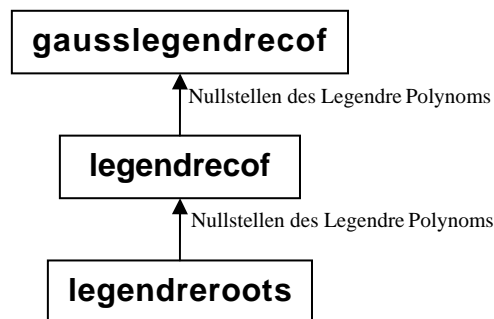 gausslegendrecof
Nullstellen des Legendre Polynoms
legendrecof
Nullstellen des Legendre Polynoms
legendreroots